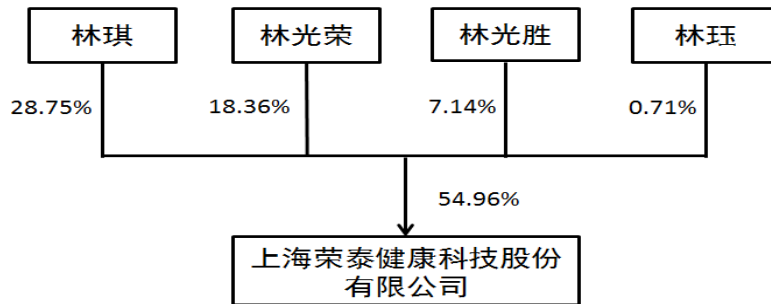 林琪
林光荣
林光胜
林珏
28.75%
18.36%
7.14%
0.71%
54.96%
上海荣泰健康科技股份
有限公司